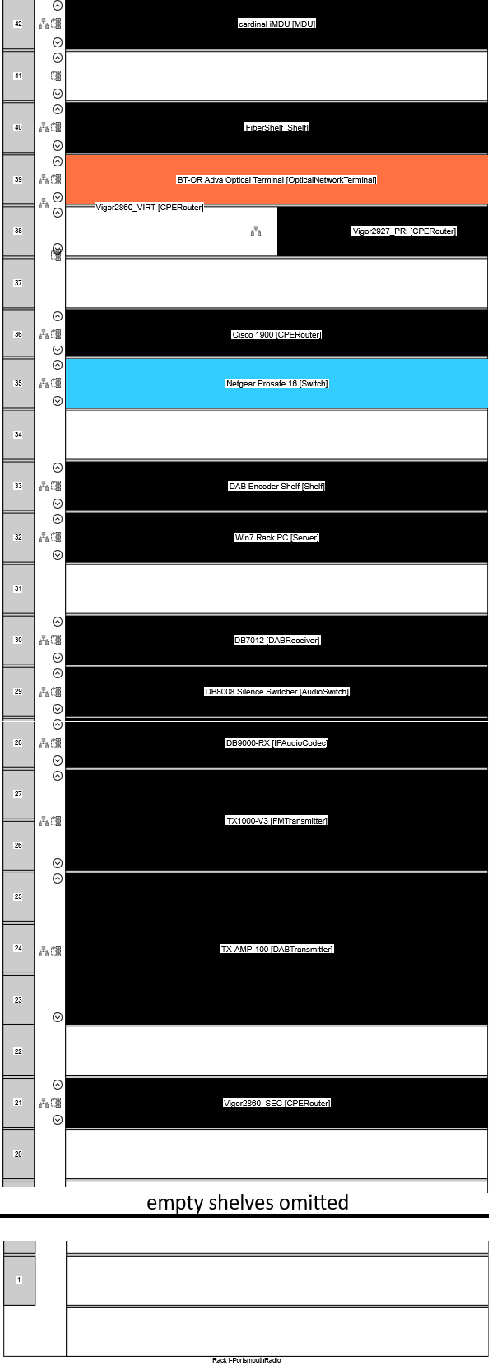 42 cardinal iMDU [MDU]
41
40 FiberShelf [Shelf]
39 BT-OR Adva Optical Terminal [OpticalNetworkTerminal]
Vigor2860_VIRT [CPERouter]
38 Vigor2927_PRI [CPERouter]
37
36 Cisco 1900 [CPERouter]
35 Netgear Prosafe 16 [Switch]
34
33 DAB Encoder Shelf [Shelf]
32 Win7 Rack PC [Server]
31
30 DB7012 [DABReceiver]
29 DB8008 Silence Switcher [AudioSwitch]
28 DB9000-RX [IPAudioCodec]
27
TX1000-V3 [FMTransmitter]
26
25
24 TX AMP 100 [DABTransmitter]
23
22
21 Vigor2860_SEC [CPERouter]
20
empty shelves omitted
1
Rack I-PortsmouthRadio